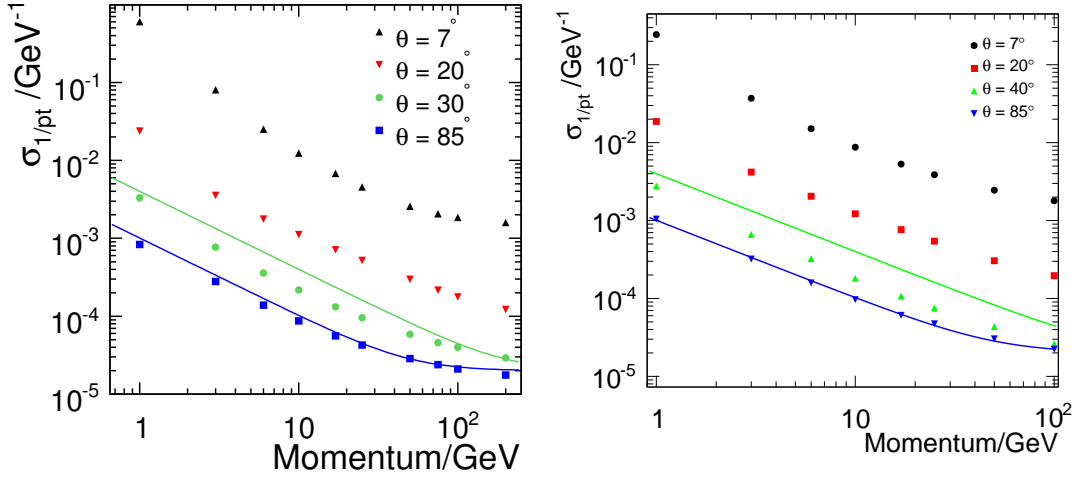 σ1/pt /GeV⁻¹
10⁻¹
10⁻²
10⁻³
10⁻⁴
10⁻⁵
θ = 7°
θ = 20°
θ = 30°
θ = 85°
1 10 10²
Momentum/GeV
σ1/pt /GeV⁻¹
10⁻¹
10⁻²
10⁻³
10⁻⁴
10⁻⁵
θ = 7°
θ = 20°
θ = 40°
θ = 85°
1 10 10²
Momentum/GeV